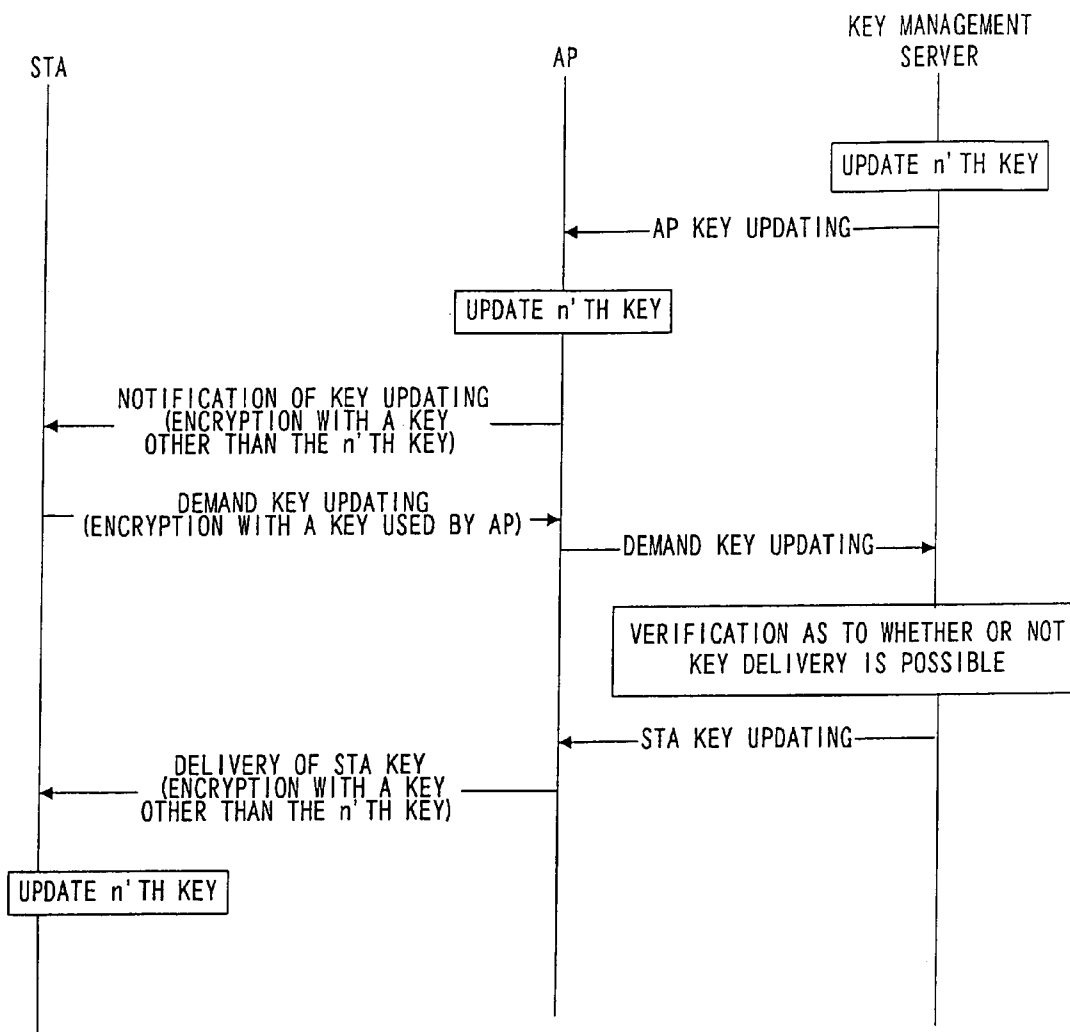 KEY MANAGEMENT
SERVER
STA
AP
UPDATE n'TH KEY
AP KEY UPDATING
UPDATE n'TH KEY
NOTIFICATION OF KEY UPDATING
(ENCRYPTION WITH A KEY
OTHER THAN THE n'TH KEY)
DEMAND KEY UPDATING
(ENCRYPTION WITH A KEY USED BY AP)
DEMAND KEY UPDATING
VERIFICATION AS TO WHETHER OR NOT
KEY DELIVERY IS POSSIBLE
STA KEY UPDATING
DELIVERY OF STA KEY
(ENCRYPTION WITH A KEY
OTHER THAN THE n'TH KEY)
UPDATE n'TH KEY